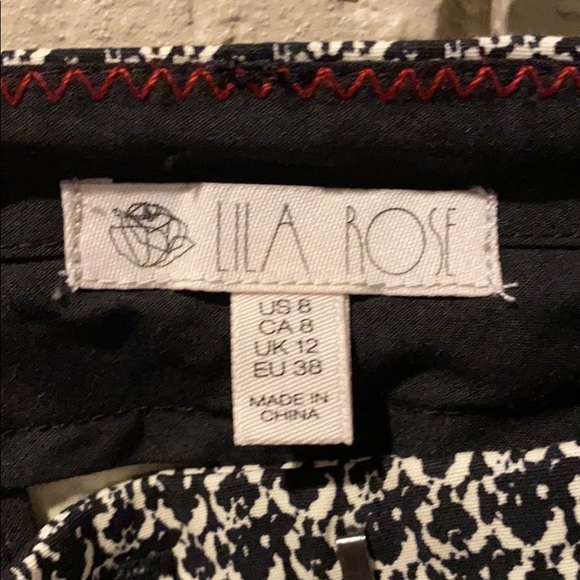 LILA ROSE
US 8
CA 8
UK 12
EU 38
MADE IN
CHINA